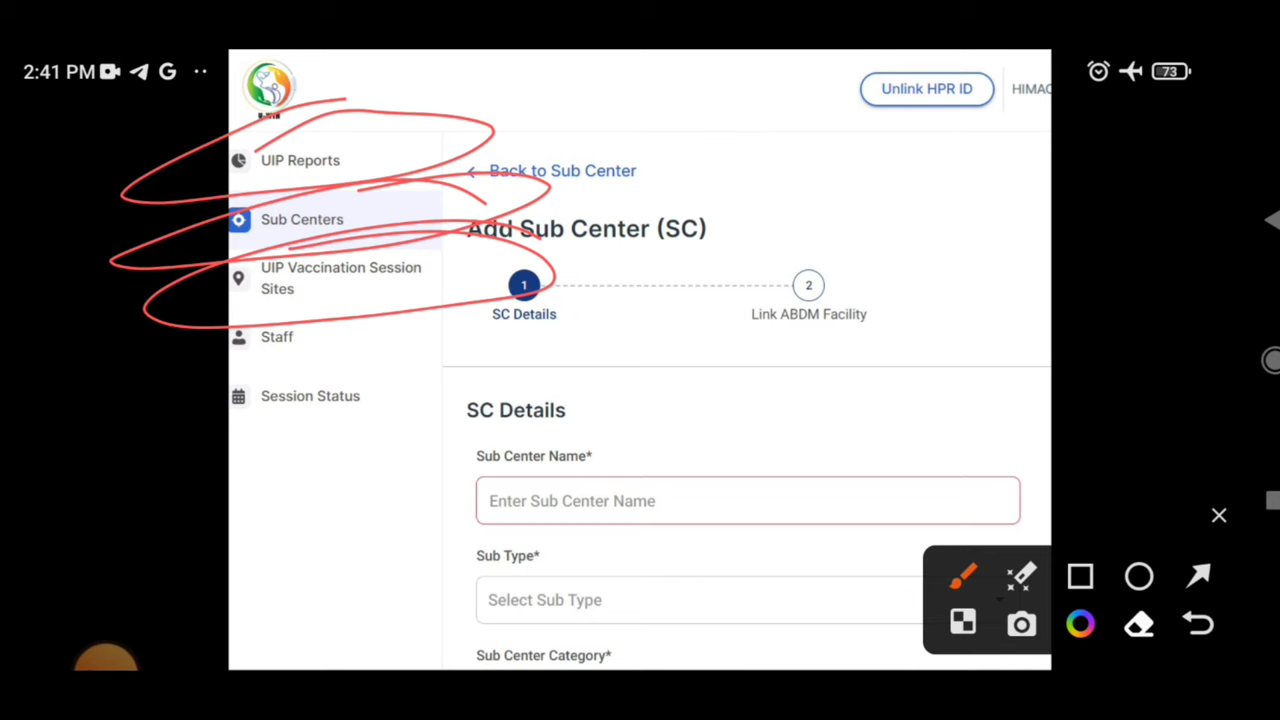 2:41 PM
73
U-WIN
Unlink HPR ID
HIMAC
UIP Reports
Sub Centers
UIP Vaccination Session
Sites
Staff
Session Status
Back to Sub Center
Add Sub Center (SC)
1
2
SC Details
Link ABDM Facility
SC Details
Sub Center Name*
Enter Sub Center Name
Sub Type*
Select Sub Type
Sub Center Category*